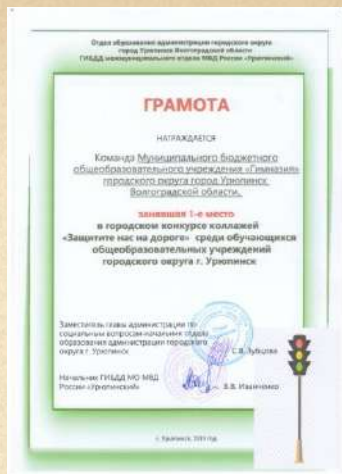 Отдел образования администрации городского округа
город Урюпинск Волгоградской области
ГИБДД межмуниципального отдела МВД России «Урюпинский»
ГРАМОТА
НАГРАЖДАЕТСЯ
Команда Муниципального бюджетного
общеобразовательного учреждения «Гимназия»
городского округа город Урюпинск
Волгоградской области,
занявшая 1-е место
в городском конкурсе коллажей
«Защитите нас на дороге» среди обучающихся
общеобразовательных учреждений
городского округа г. Урюпинск
Заместитель главы администрации по
социальным вопросам-начальник отдела
образования администрации городского
округа г. Урюпинск
С.В. Зубцова
Начальник ГИБДД МО МВД
России «Урюпинский»
В.В. Иванченко
г. Урюпинск, год